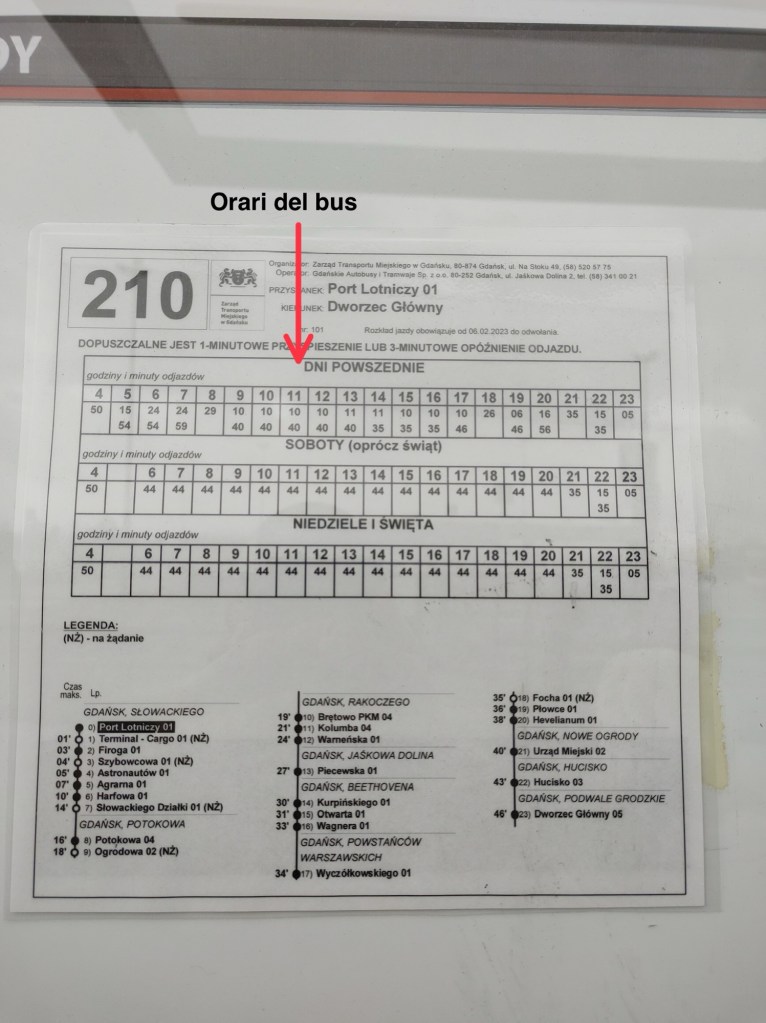 DY
Orari del bus
210
Zarząd
Transportu
Miejskiego
w Gdańsku
Organizator: Zarząd Transportu Miejskiego w Gdańsku, 80-874 Gdańsk, ul. Na Stoku 49, (58) 520 57 75
Operator: Gdańskie Autobusy i Tramwaje Sp. z o.o. 80-252 Gdańsk, ul. Jaśkowa Dolina 2, tel (58) 341 00 21
PRZYSTANEK: Port Lotniczy 01
KIERUNEK: Dworzec Główny
nr: 101 Rozkład jazdy obowiązuje od 06.02.2023 do odwołania.
DOPUSZCZALNE JEST 1-MINUTOWE PRZYSPIESZENIE LUB 3-MINUTOWE OPÓŹNIENIE ODJAZDU.
DNI POWSZEDNIE
godziny i minuty odjazdów
4 5 6 7 8 9 10 11 12 13 14 15 16 17 18 19 20 21 22 23
50 15 24 24 29 10 10 10 10 10 11 11 10 10 26 06 16 35 15 05
54 54 59 40 40 40 40 40 35 35 35 46 46 56 35
SOBOTY (oprócz świąt)
godziny i minuty odjazdów
4 6 7 8 9 10 11 12 13 14 15 16 17 18 19 20 21 22 23
50 44 44 44 44 44 44 44 44 44 44 44 44 44 44 44 35 15 05
35
NIEDZIELE I ŚWIĘTA
godziny i minuty odjazdów
4 6 7 8 9 10 11 12 13 14 15 16 17 18 19 20 21 22 23
50 44 44 44 44 44 44 44 44 44 44 44 44 44 44 44 35 15 05
35
LEGENDA:
(NŻ) - na żądanie
Czas
maks. Lp.
GDAŃSK, SŁOWACKIEGO
0) Port Lotniczy 01
01' 1) Terminal - Cargo 01 (NŻ)
03' 2) Firoga 01
04' 3) Szybowcowa 01 (NŻ)
05' 4) Astronautów 01
07' 5) Agrarna 01
10' 6) Harfowa 01
14' 7) Słowackiego Działki 01 (NŻ)
GDAŃSK, POTOKOWA
16' 8) Potokowa 04
18' 9) Ogrodowa 02 (NŻ)
GDAŃSK, RAKOCZEGO
19' 10) Brętowo PKM 04
21' 11) Kolumba 04
24' 12) Warneńska 01
GDAŃSK, JAŚKOWA DOLINA
27' 13) Piecewska 01
GDAŃSK, BEETHOVENA
30' 14) Kurpińskiego 01
31' 15) Otwarta 01
33' 16) Wagnera 01
GDAŃSK, POWSTAŃCÓW
WARSZAWSKICH
34' 17) Wyczółkowskiego 01
35' 18) Focha 01 (NŻ)
36' 19) Płowce 01
38' 20) Hevelianum 01
GDAŃSK, NOWE OGRODY
40' 21) Urząd Miejski 02
GDAŃSK, HUCISKO
43' 22) Hucisko 03
GDAŃSK, PODWALE GRODZKIE
46' 23) Dworzec Główny 05